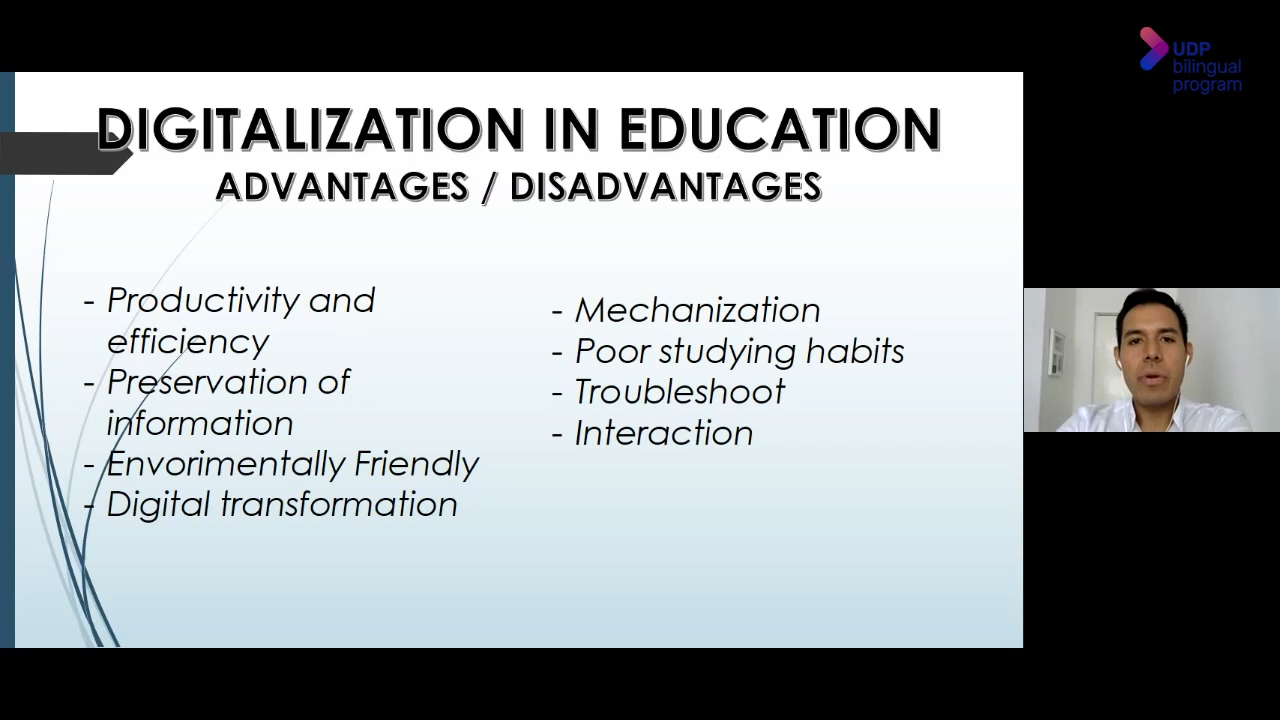 DIGITALIZATION IN EDUCATION
ADVANTAGES / DISADVANTAGES
- Productivity and
efficiency
- Preservation of
information
- Envorimentally Friendly
- Digital transformation
- Mechanization
- Poor studying habits
- Troubleshoot
- Interaction
UDP
bilingual
program